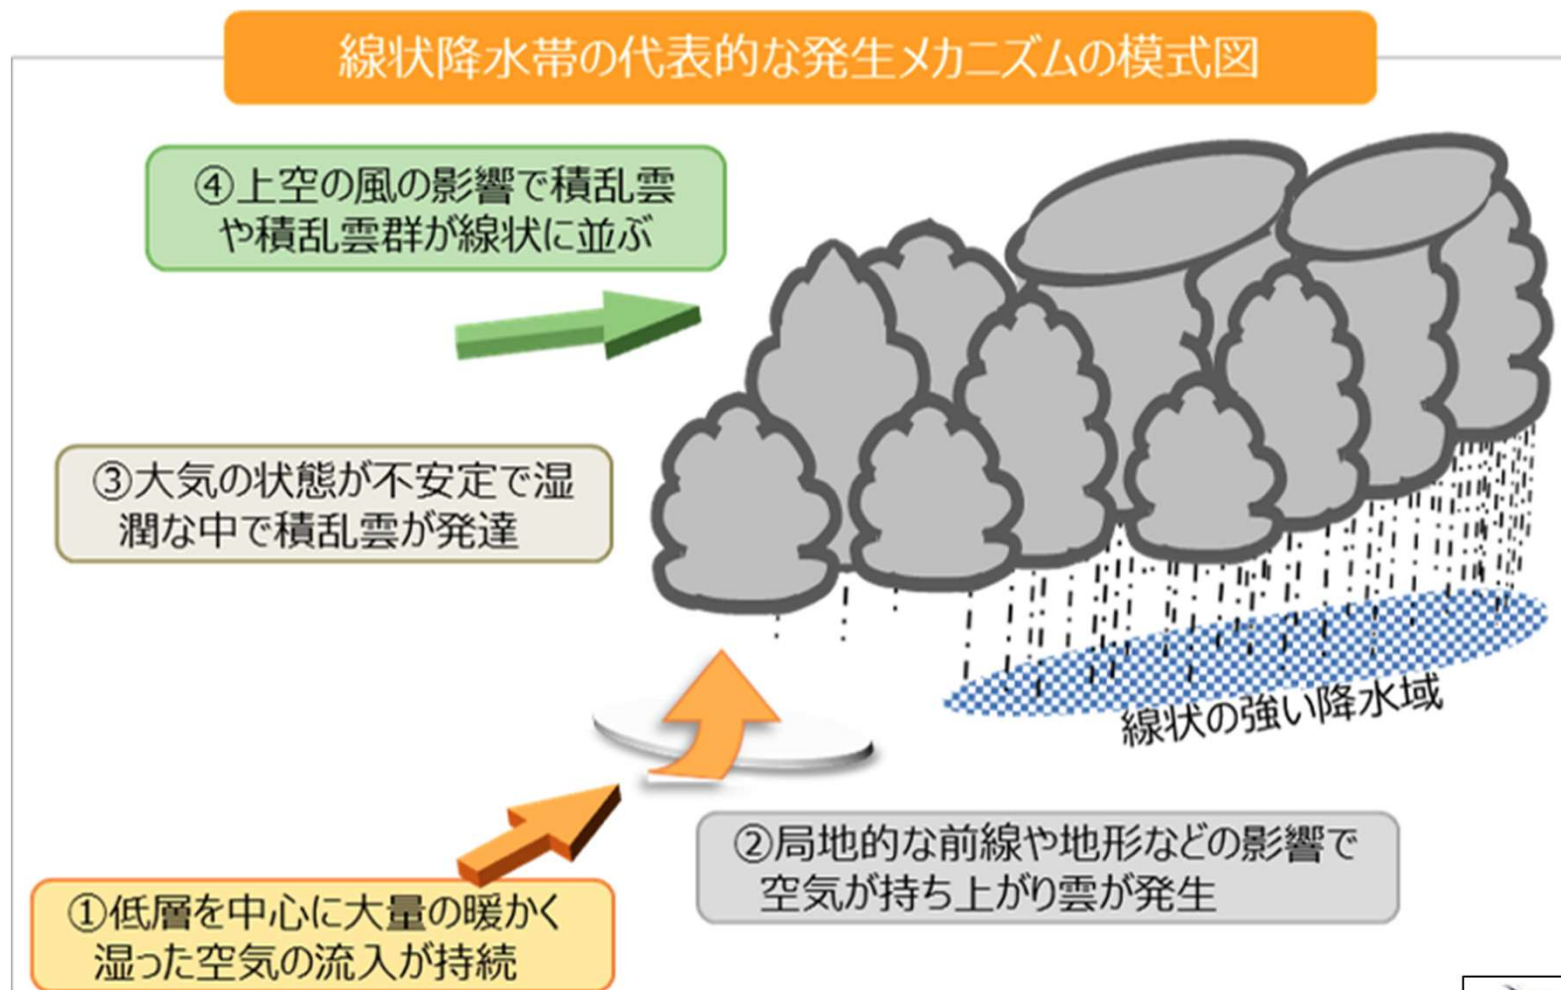 線状降水帯の代表的な発生メカニズムの模式図
④上空の風の影響で積乱雲
や積乱雲群が線状に並ぶ
③大気の状態が不安定で湿
潤な中で積乱雲が発達
線状の強い降水域
②局地的な前線や地形などの影響で
空気が持ち上がり雲が発生
①低層を中心に大量の暖かく
湿った空気の流入が持続